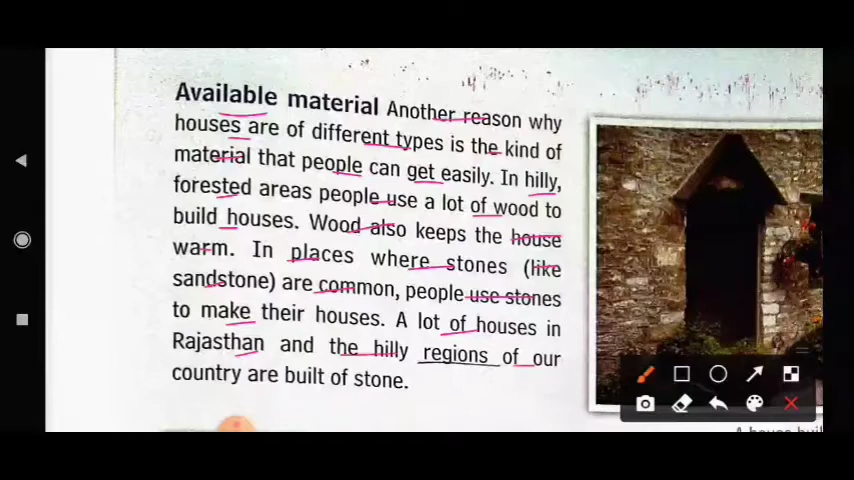 Available material Another reason why
houses are of different types is the kind of
material that people can get easily. In hilly,
forested areas people use a lot of wood to
build houses. Wood also keeps the house
warm. In places where stones (like
sandstone) are common, people use stones
to make their houses. A lot of houses in
Rajasthan and the hilly regions of our
country are built of stone.